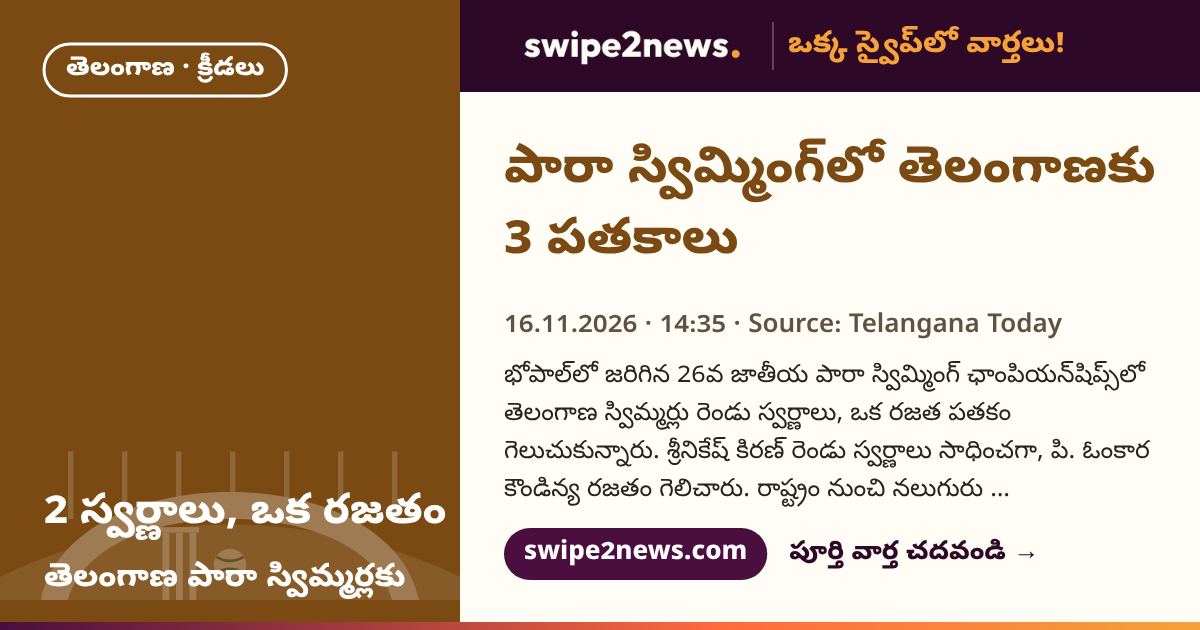 తెలంగాణ · క్రీడలు
swipe2news.
ఒక్క స్వైప్‌లో వార్తలు!
పారా స్విమ్మింగ్‌లో తెలంగాణకు
3 పతకాలు
16.11.2026 · 14:35 · Source: Telangana Today
భోపాల్‌లో జరిగిన 26వ జాతీయ పారా స్విమ్మింగ్ ఛాంపియన్‌షిప్స్‌లో
తెలంగాణ స్విమ్మర్లు రెండు స్వర్ణాలు, ఒక రజత పతకం
గెలుచుకున్నారు. శ్రీనికేష్ కిరణ్ రెండు స్వర్ణాలు సాధించగా, పి. ఓంకార
కౌండిన్య రజతం గెలిచారు. రాష్ట్రం నుంచి నలుగురు ...
2 స్వర్ణాలు, ఒక రజతం
తెలంగాణ పారా స్విమ్మర్లకు
swipe2news.com
పూర్తి వార్త చదవండి →